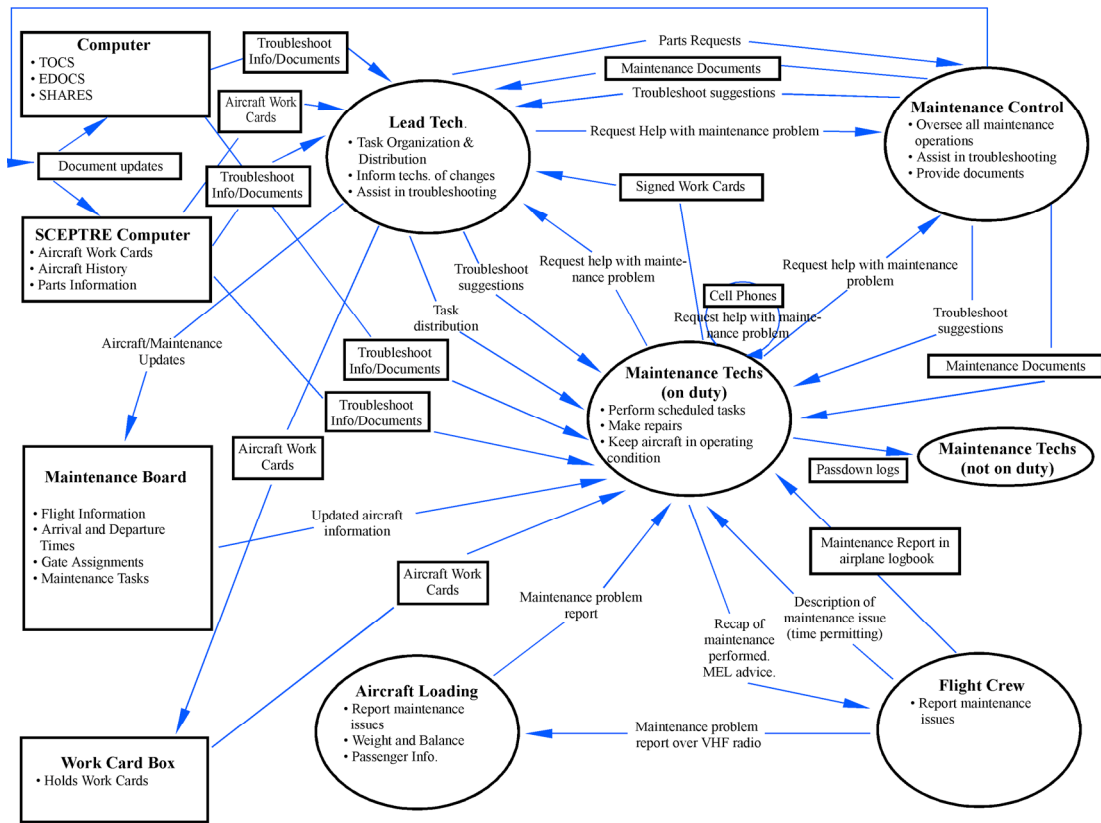 Computer
• TOCS
• EDOCS
• SHARES
Troubleshoot
Info/Documents
Parts Requests
Maintenance Documents
Troubleshoot suggestions
Aircraft Work
Cards
Lead Tech.
• Task Organization &
Distribution
• Inform techs. of changes
• Assist in troubleshooting
Request Help with maintenance problem
Maintenance Control
• Oversee all maintenance
operations
• Assist in troubleshooting
• Provide documents
Document updates
Troubleshoot
Info/Documents
Signed Work Cards
SCEPTRE Computer
• Aircraft Work Cards
• Aircraft History
• Parts Information
Troubleshoot
suggestions
Request help with mainte-
nance problem
Request help with maintenance
problem
Cell Phones
Request help with mainte-
nance problem
Task
distribution
Troubleshoot
suggestions
Aircraft/Maintenance
Updates
Troubleshoot
Info/Documents
Maintenance Documents
Maintenance Techs
(on duty)
• Perform scheduled tasks
• Make repairs
• Keep aircraft in operating
condition
Troubleshoot
Info/Documents
Maintenance Techs
(not on duty)
Passdown logs
Aircraft Work
Cards
Maintenance Board
• Flight Information
• Arrival and Departure
Times
• Gate Assignments
• Maintenance Tasks
Updated aircraft
information
Maintenance Report in
airplane logbook
Aircraft Work
Cards
Maintenance problem
report
Description of
maintenance issue
(time permitting)
Recap of
maintenance
performed.
MEL advice.
Aircraft Loading
• Report maintenance
issues
• Weight and Balance
• Passenger Info.
Flight Crew
• Report maintenance
issues
Maintenance problem
report over VHF radio
Work Card Box
• Holds Work Cards